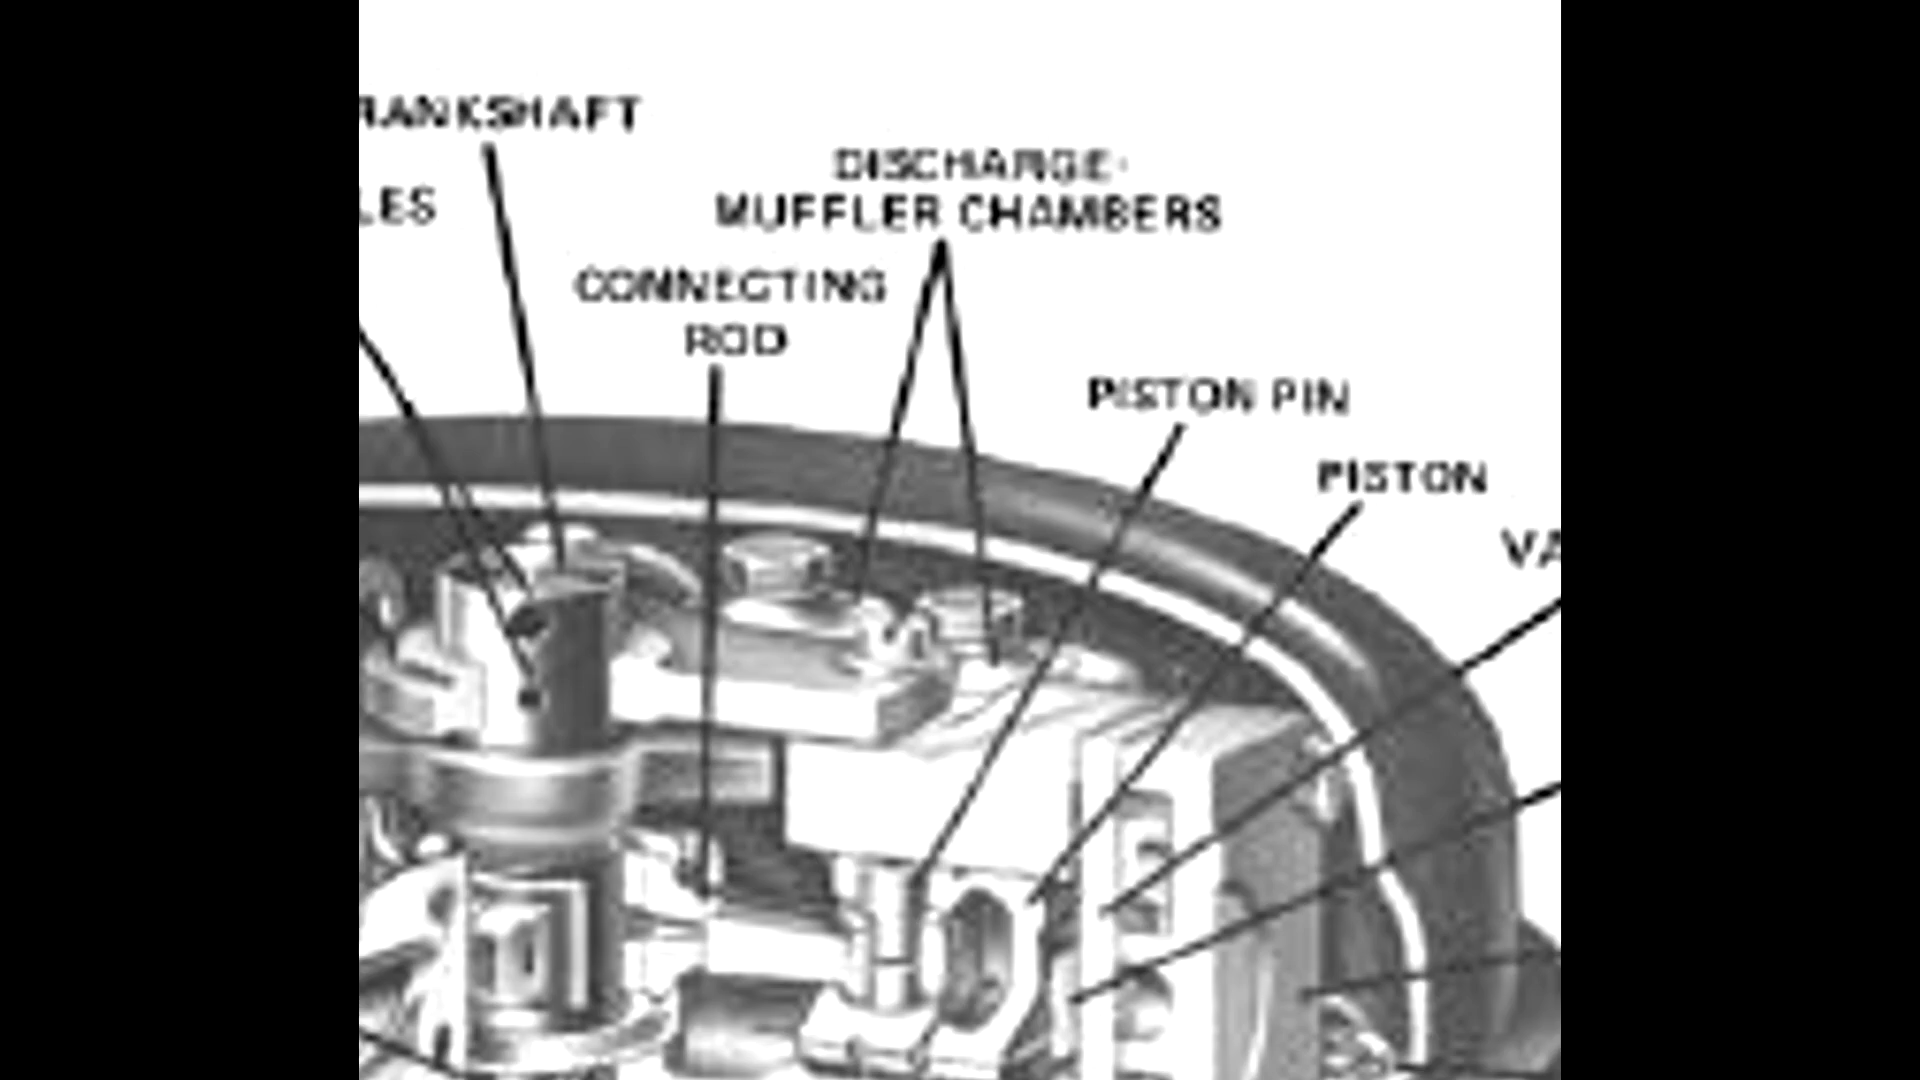 RANKSHAFT
DISCHARGE-
MUFFLER CHAMBERS
LES
CONNECTING
ROD
PISTON PIN
PISTON
VA